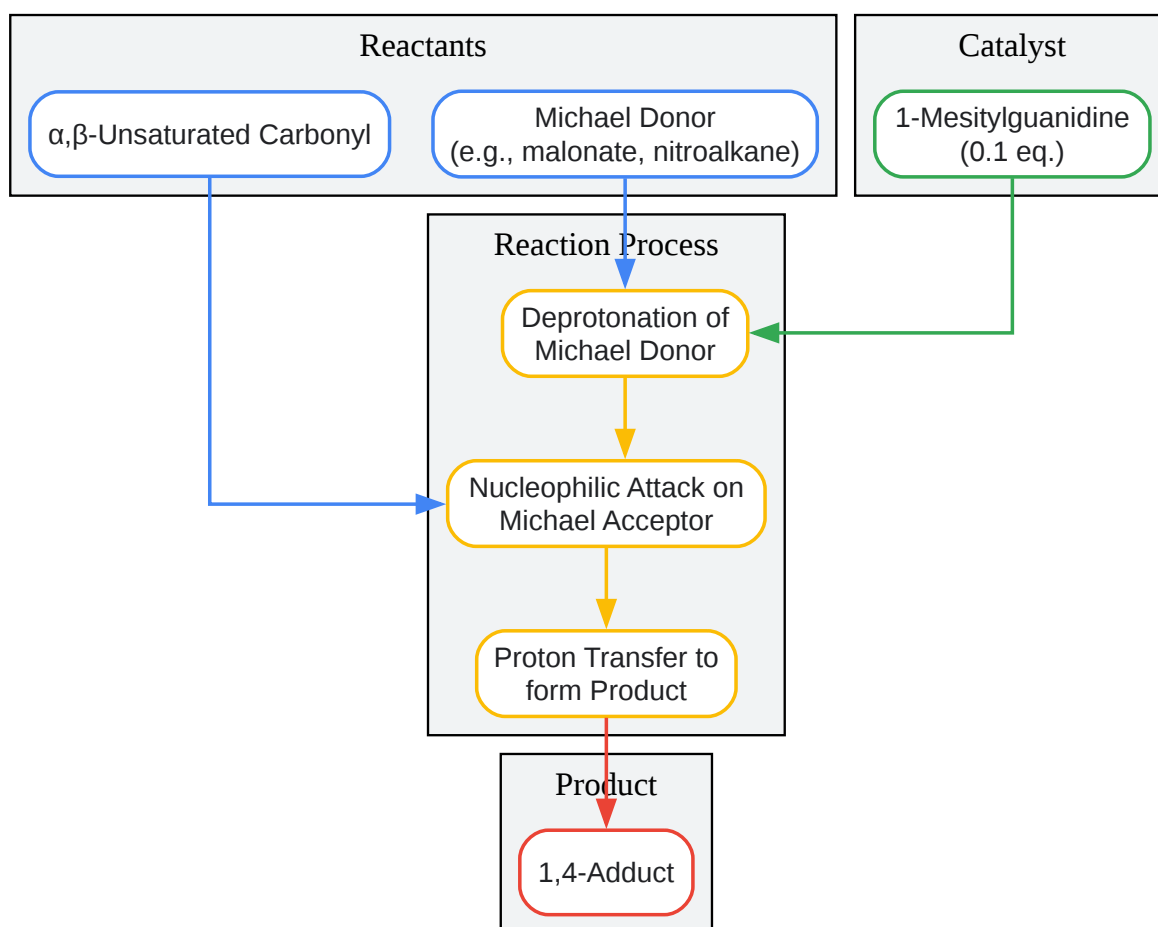 Reactants
Catalyst
α,β-Unsaturated Carbonyl
Michael Donor
(e.g., malonate, nitroalkane)
1-Mesitylguanidine
(0.1 eq.)
Reaction Process
Deprotonation of
Michael Donor
Nucleophilic Attack on
Michael Acceptor
Proton Transfer to
form Product
Product
1,4-Adduct